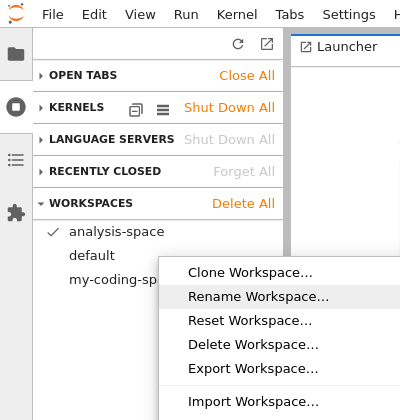 File Edit View Run Kernel Tabs Settings
Launcher
OPEN TABS Close All
KERNELS Shut Down All
LANGUAGE SERVERS Shut Down All
RECENTLY CLOSED Forget All
WORKSPACES Delete All
analysis-space
default
my-coding-sp
Clone Workspace...
Rename Workspace...
Reset Workspace...
Delete Workspace...
Export Workspace...
Import Workspace...